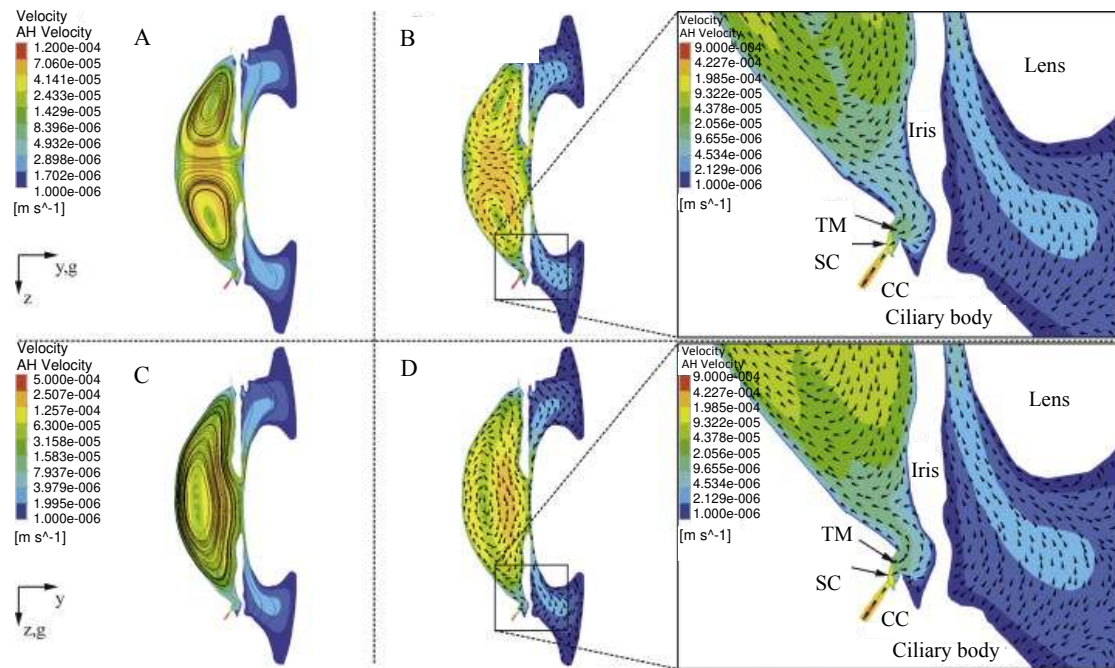 Velocity
AH Velocity
1.200e-004
7.060e-005
4.141e-005
2.433e-005
1.429e-005
8.396e-006
4.932e-006
2.898e-006
1.702e-006
1.000e-006
[m s^-1]
y,g
z
A
B
Velocity
AH Velocity
9.000e-004
4.227e-004
1.985e-004
9.322e-005
4.378e-005
2.056e-005
9.655e-006
4.534e-006
2.129e-006
1.000e-006
[m s^-1]
Lens
Iris
TM
SC
CC
Ciliary body
Velocity
AH Velocity
5.000e-004
2.507e-004
1.257e-004
6.300e-005
3.158e-005
1.583e-005
7.937e-006
3.979e-006
1.995e-006
1.000e-006
[m s^-1]
y
z,g
C
D
Velocity
AH Velocity
9.000e-004
4.227e-004
1.985e-004
9.322e-005
4.378e-005
2.056e-005
9.655e-006
4.534e-006
2.129e-006
1.000e-006
[m s^-1]
Lens
Iris
TM
SC
CC
Ciliary body